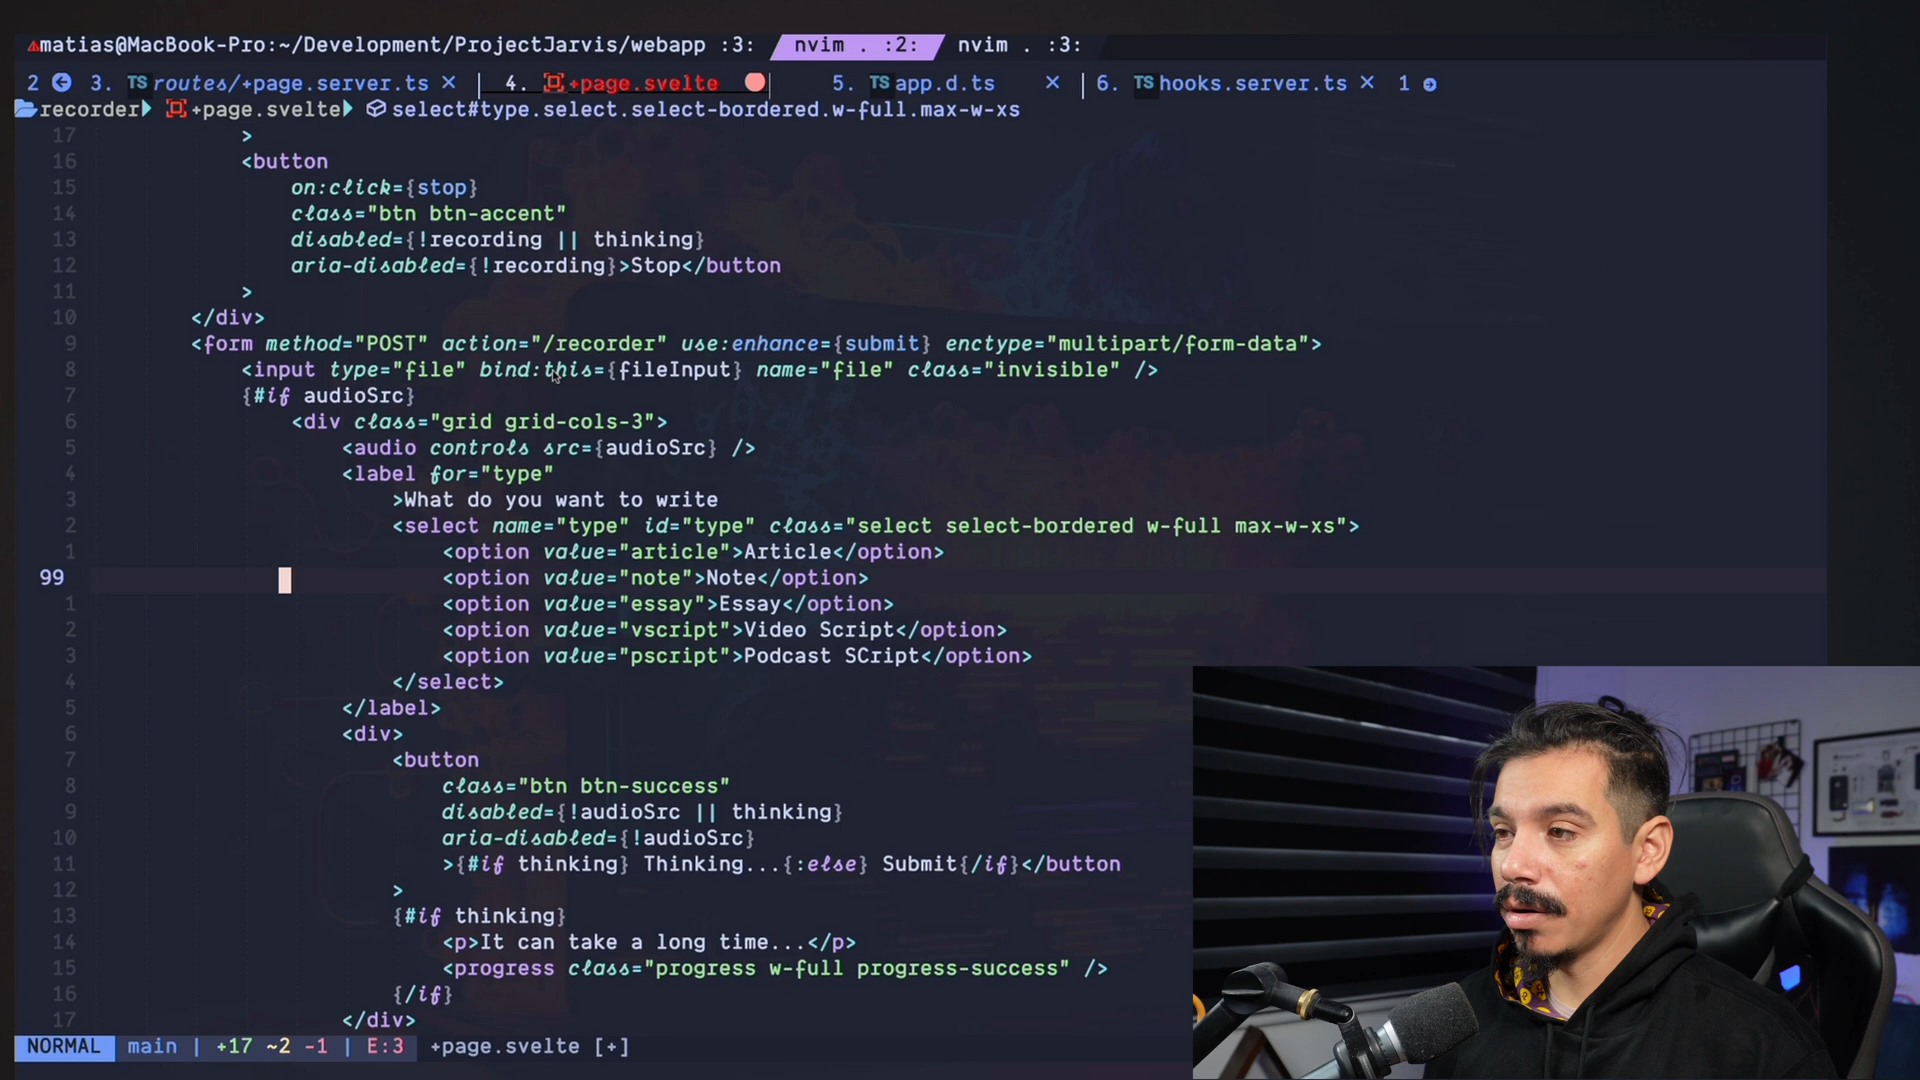 matias@MacBook-Pro:~/Development/ProjectJarvis/webapp :3: nvim . :2: nvim . :3:
2 3. TS routes/+page.server.ts × 4. +page.svelte 5. TS app.d.ts × 6. TS hooks.server.ts × 1
recorder +page.svelte select#type.select.select-bordered.w-full.max-w-xs
17 >
16 <button
15 on:click={stop}
14 class="btn btn-accent"
13 disabled={!recording || thinking}
12 aria-disabled={!recording}>Stop</button
11 >
10 </div>
9 <form method="POST" action="/recorder" use:enhance={submit} enctype="multipart/form-data">
8 <input type="file" bind:this={fileInput} name="file" class="invisible" />
7 {#if audioSrc}
6 <div class="grid grid-cols-3">
5 <audio controls src={audioSrc} />
4 <label for="type"
3 >What do you want to write
2 <select name="type" id="type" class="select select-bordered w-full max-w-xs">
1 <option value="article">Article</option>
99 <option value="note">Note</option>
1 <option value="essay">Essay</option>
2 <option value="vscript">Video Script</option>
3 <option value="pscript">Podcast SCript</option>
4 </select>
5 </label>
6 <div>
7 <button
8 class="btn btn-success"
9 disabled={!audioSrc || thinking}
10 aria-disabled={!audioSrc}
11 >{#if thinking} Thinking...{:else} Submit{/if}</button
12 >
13 {#if thinking}
14 <p>It can take a long time...</p>
15 <progress class="progress w-full progress-success" />
16 {/if}
17 </div>
NORMAL main | +17 ~2 -1 | E:3 +page.svelte [+]